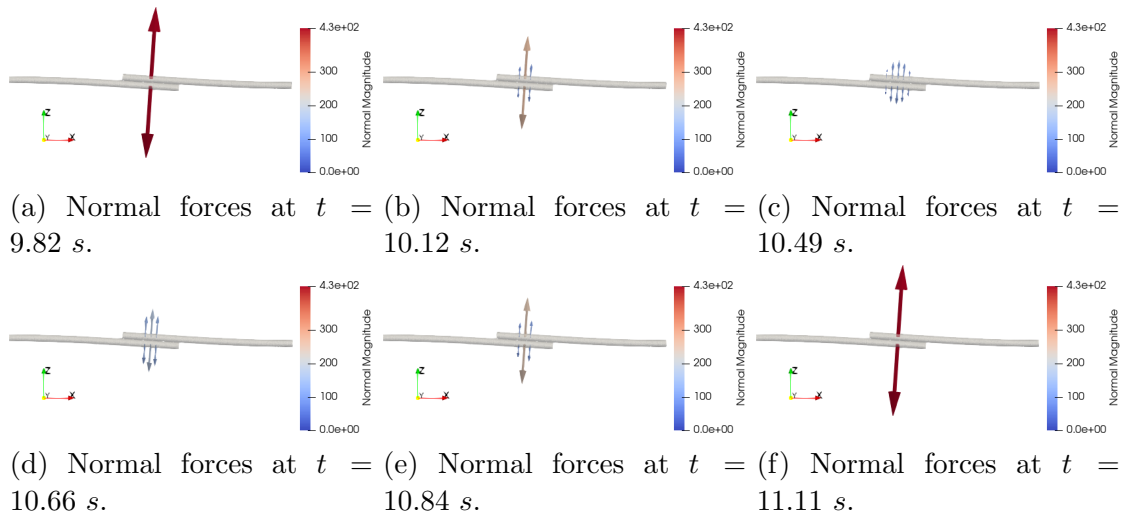 4.3e+02
300
200
100
0.0e+00
Normal Magnitude
Z
Y
X
4.3e+02
300
200
100
0.0e+00
Normal Magnitude
Z
Y
X
4.3e+02
300
200
100
0.0e+00
Normal Magnitude
Z
Y
X
(a) Normal forces at t =
9.82 s.
(b) Normal forces at t =
10.12 s.
(c) Normal forces at t =
10.49 s.
4.3e+02
300
200
100
0.0e+00
Normal Magnitude
Z
Y
X
4.3e+02
300
200
100
0.0e+00
Normal Magnitude
Z
Y
X
4.3e+02
300
200
100
0.0e+00
Normal Magnitude
Z
Y
X
(d) Normal forces at t =
10.66 s.
(e) Normal forces at t =
10.84 s.
(f) Normal forces at t =
11.11 s.